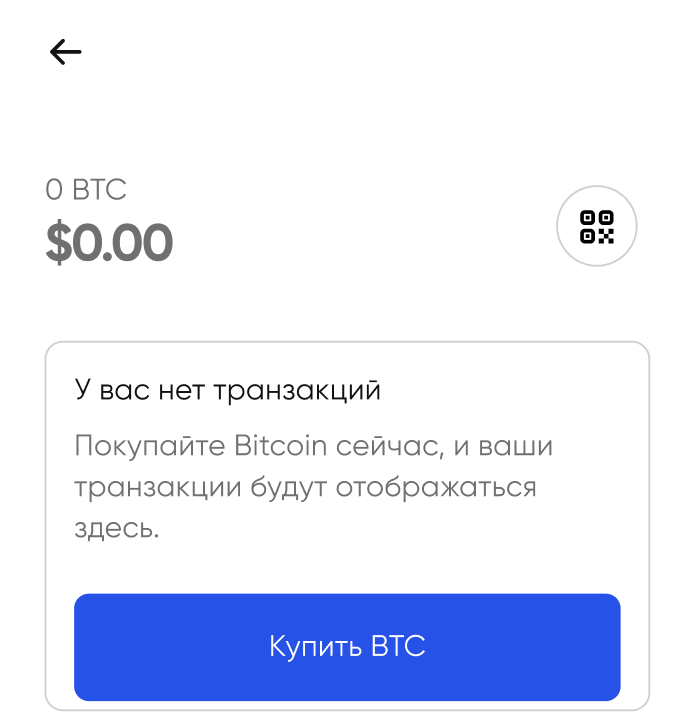 0 BTC
$0.00
У вас нет транзакций
Покупайте Bitcoin сейчас, и ваши
транзакции будут отображаться
здесь.
Купить BTC